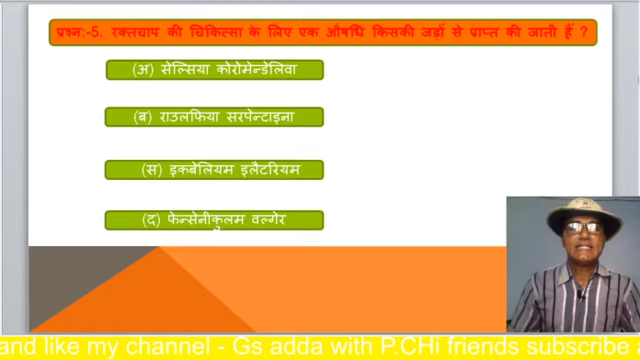 प्रश्न:-5. रक्तचाप की चिकित्सा के लिए एक औषधि किसकी जड़ों से प्राप्त की जाती हैं ?
(अ) सेल्सिया कोरोमेन्डेलिवा
(ब) राउलफिया सरपेन्टाइना
(स) इकबेलियम इलैटरियम
(द) फेन्सेनीकुलम वल्गेर
and like my channel - Gs adda with P.CHi friends subscribe